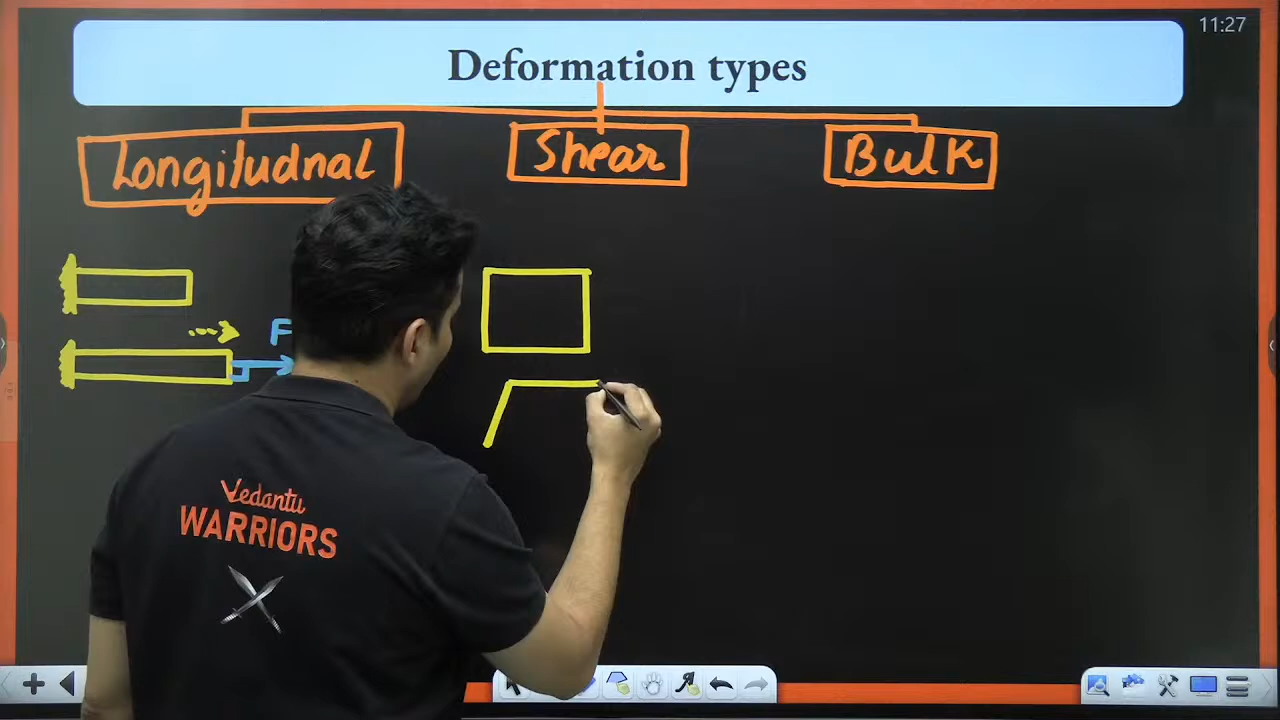 11:27
Deformation types
Longitudnal
Shear
Bulk
F
Vedantu
WARRIORS